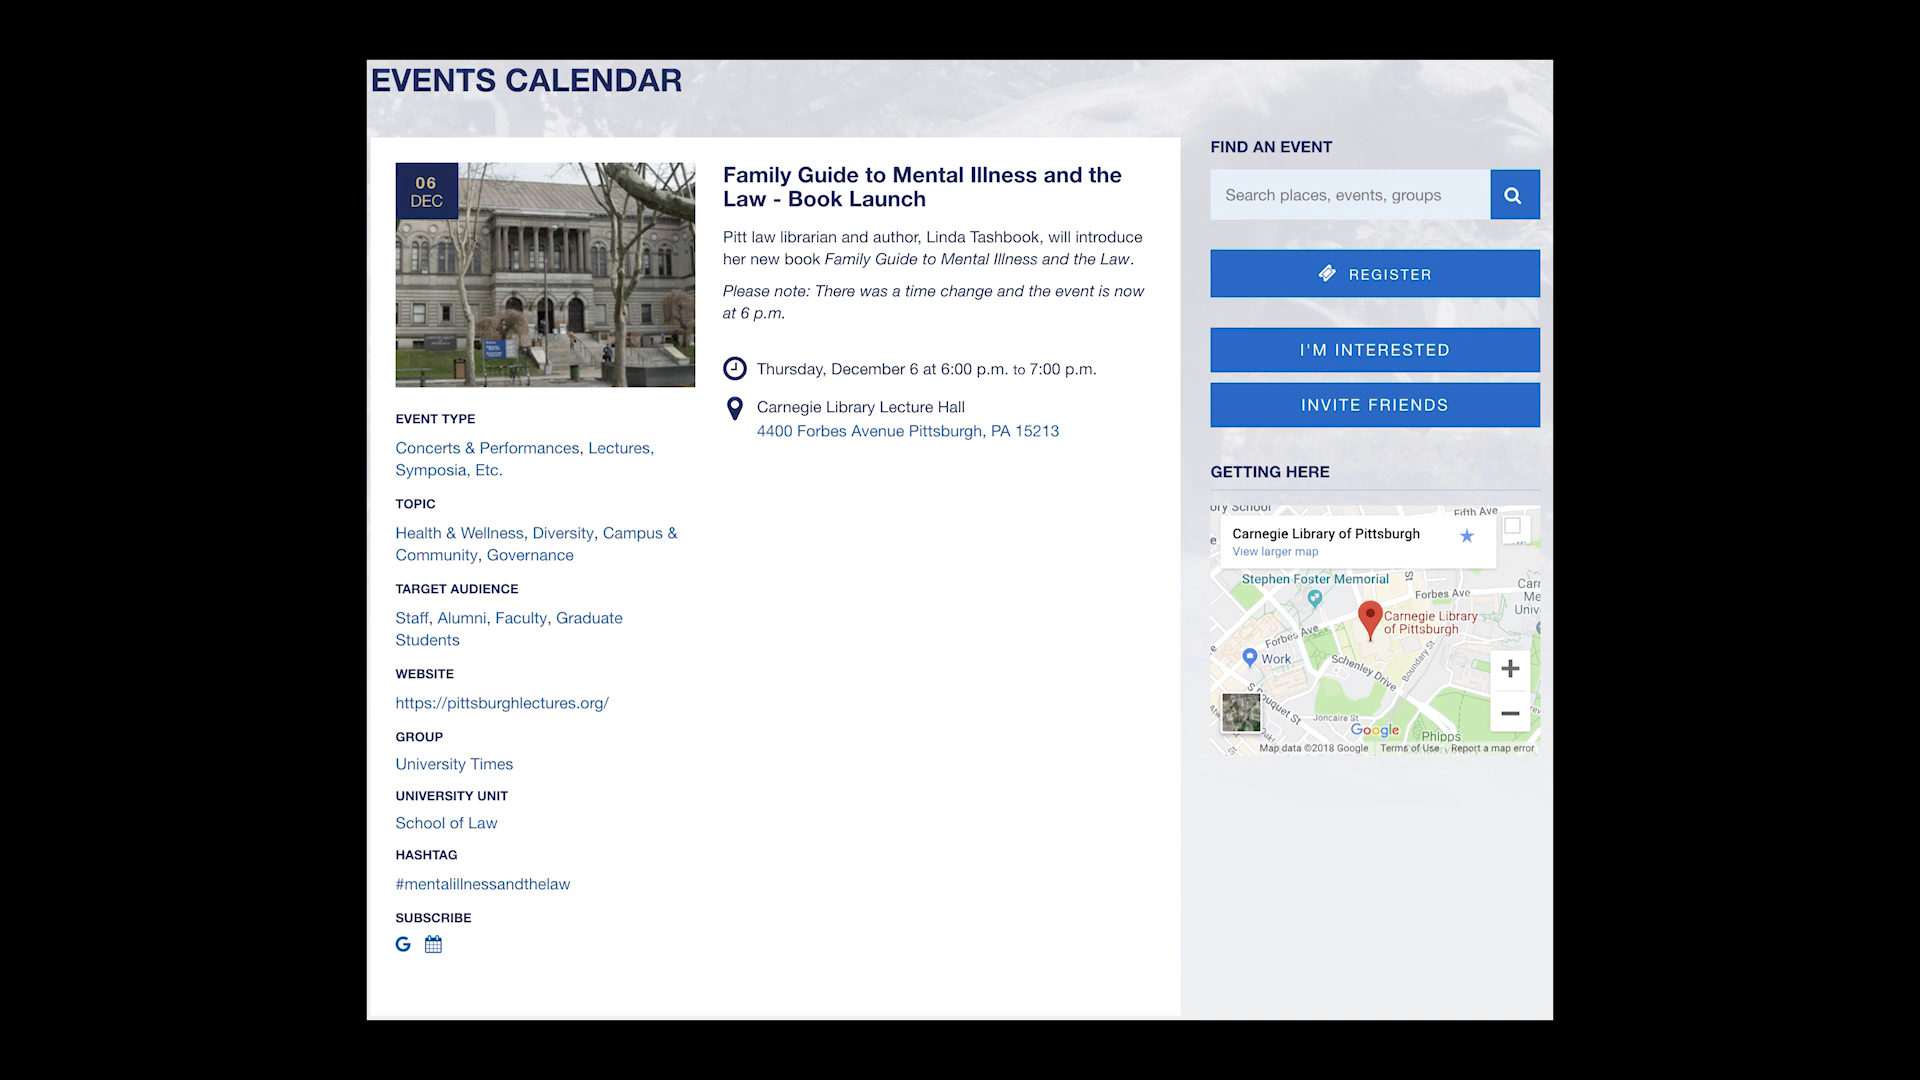 EVENTS CALENDAR
06
DEC
EVENT TYPE
Concerts & Performances, Lectures,
Symposia, Etc.
TOPIC
Health & Wellness, Diversity, Campus &
Community, Governance
TARGET AUDIENCE
Staff, Alumni, Faculty, Graduate
Students
WEBSITE
https://pittsburghlectures.org/
GROUP
University Times
UNIVERSITY UNIT
School of Law
HASHTAG
#mentalillnessandthelaw
SUBSCRIBE
Family Guide to Mental Illness and the
Law - Book Launch
Pitt law librarian and author, Linda Tashbook, will introduce
her new book Family Guide to Mental Illness and the Law.
Please note: There was a time change and the event is now
at 6 p.m.
Thursday, December 6 at 6:00 p.m. to 7:00 p.m.
Carnegie Library Lecture Hall
4400 Forbes Avenue Pittsburgh, PA 15213
FIND AN EVENT
Search places, events, groups
REGISTER
I'M INTERESTED
INVITE FRIENDS
GETTING HERE
ory School
Fifth Ave
Carnegie Library of Pittsburgh
View larger map
Stephen Foster Memorial
St
Forbes Ave
Carnegie Library
of Pittsburgh
Forbes Ave
Work
Schenley Drive
Boundary St
S Bouquet St
Joncaire St
Google
Phipps
Map data ©2018 Google
Terms of Use
Report a map error